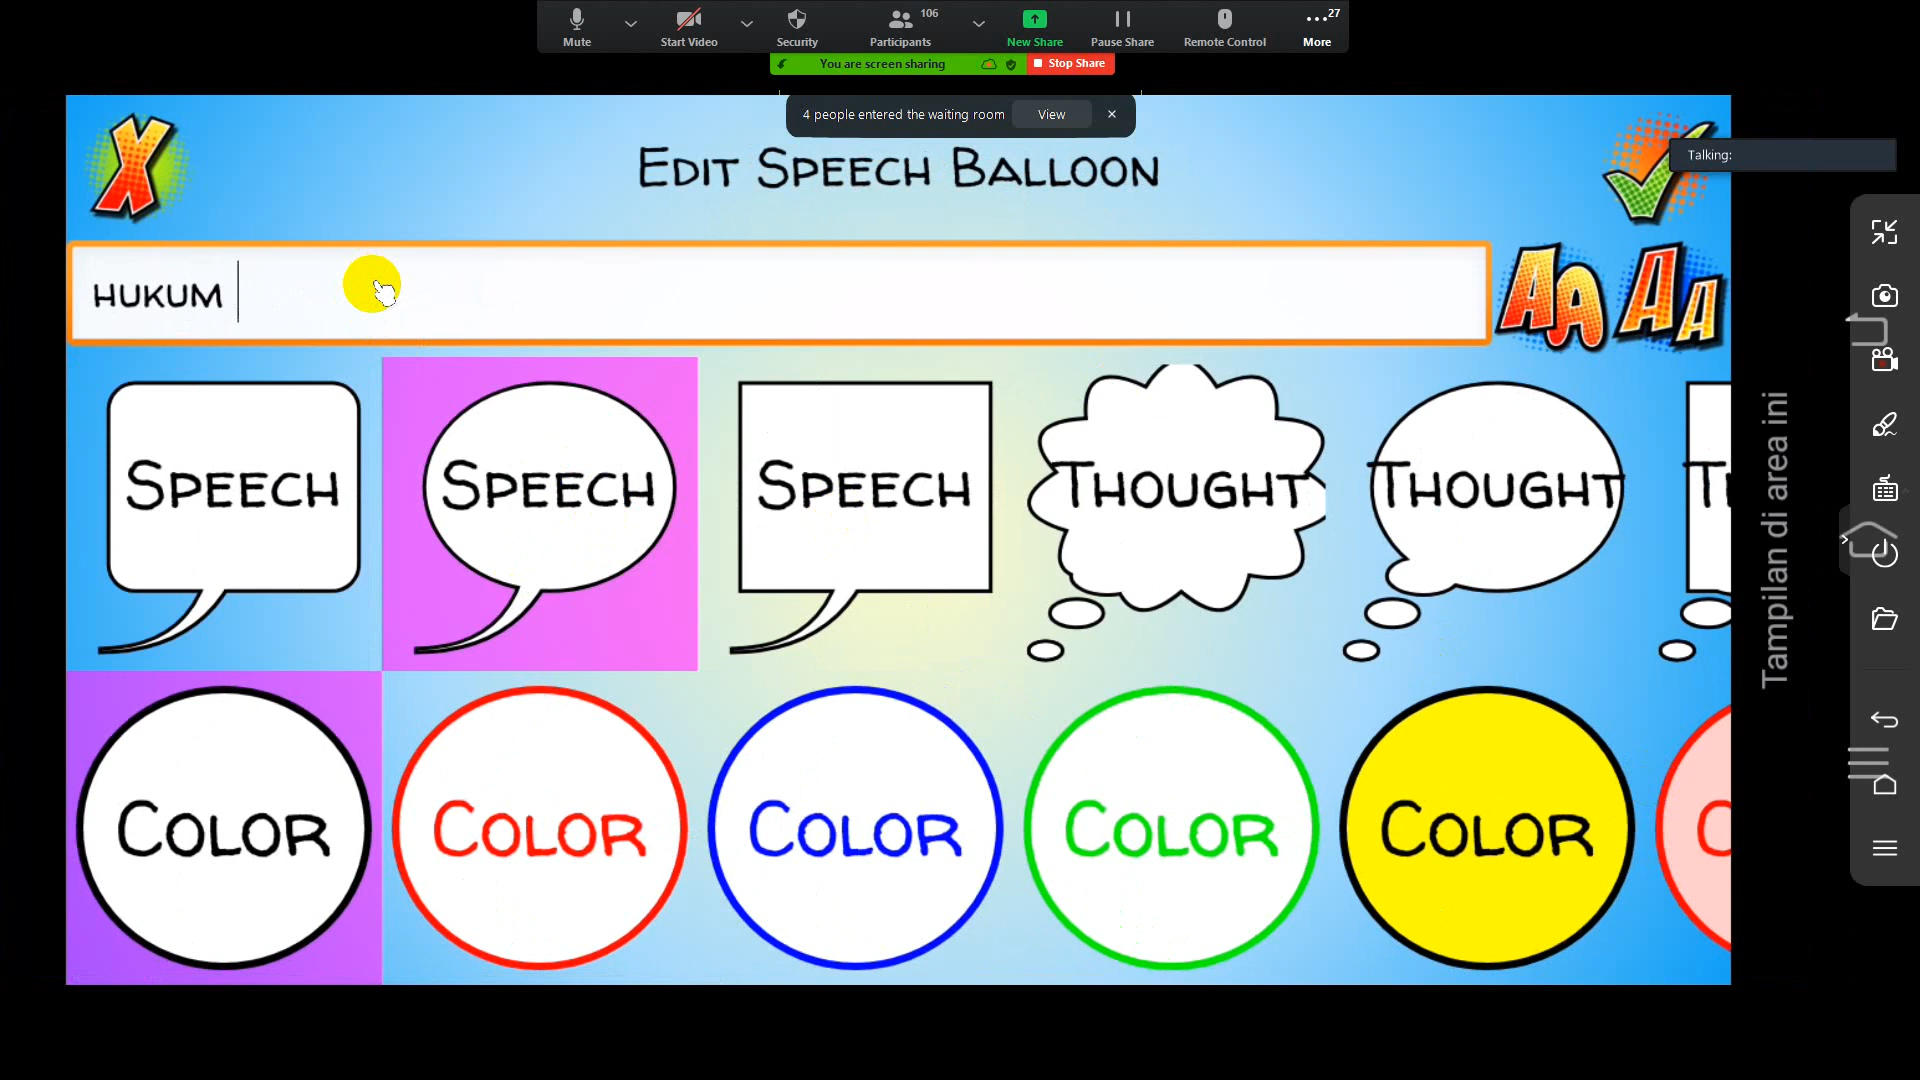 106
27
Mute
Start Video
Security
Participants
New Share
Pause Share
Remote Control
More
You are screen sharing
Stop Share
4 people entered the waiting room
View
Talking:
EDIT SPEECH BALLOON
HUKUM
AA AA
SPEECH
SPEECH
SPEECH
THOUGHT
THOUGHT
COLOR
COLOR
COLOR
COLOR
COLOR
Tampilan di area ini